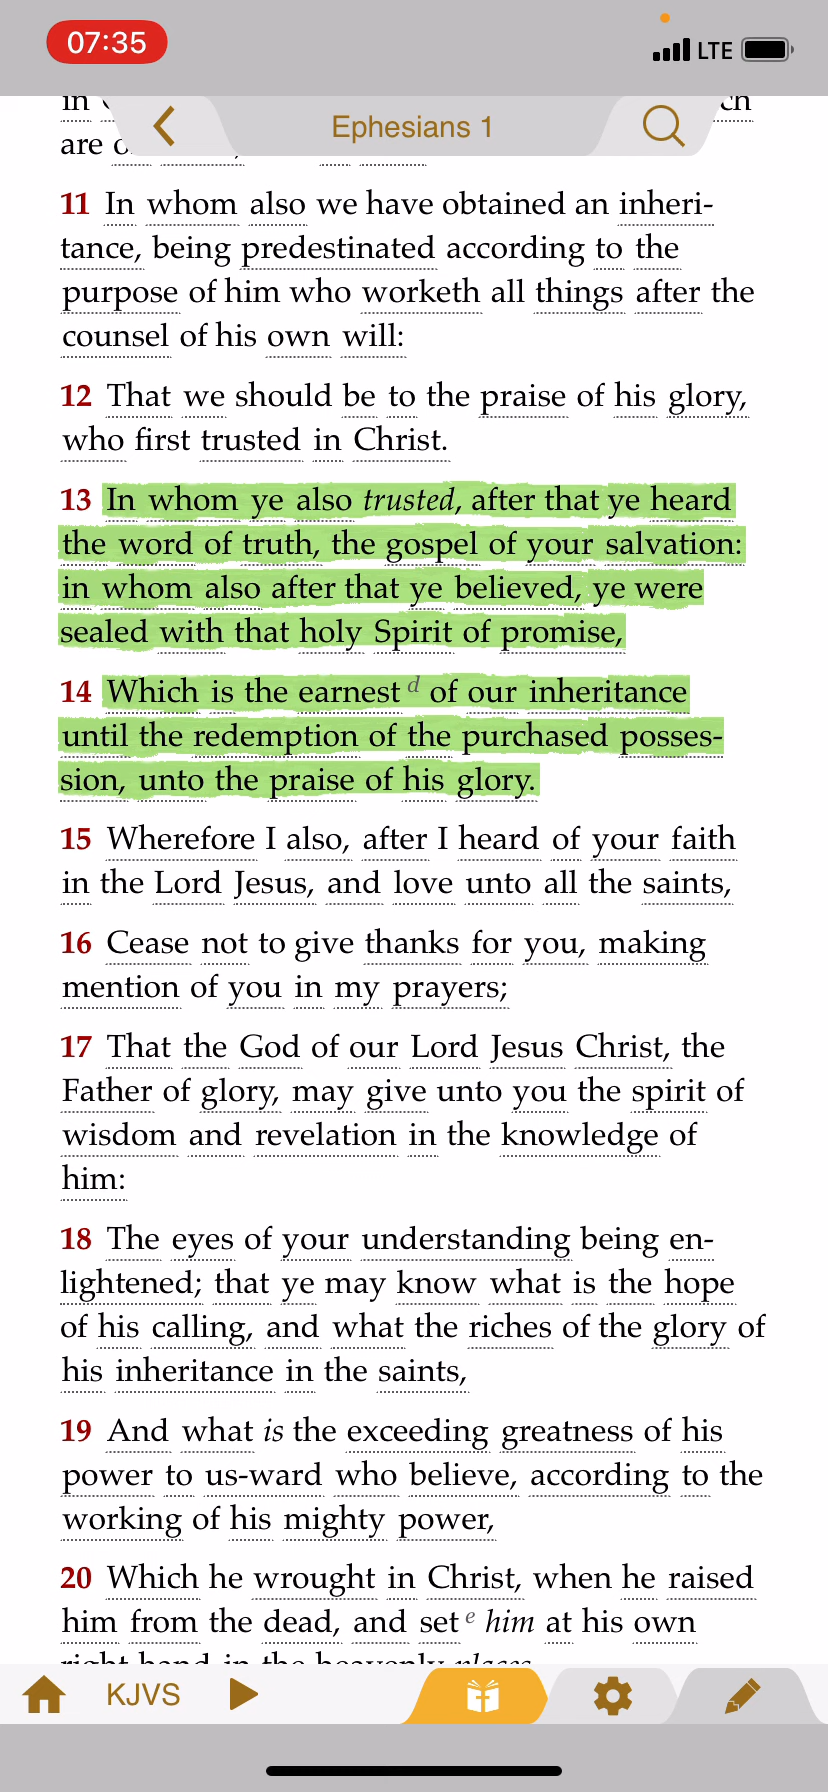 07:35
LTE
in
Ephesians 1
are
11 In whom also we have obtained an inheri-
tance, being predestinated according to the
purpose of him who worketh all things after the
counsel of his own will:
12 That we should be to the praise of his glory,
who first trusted in Christ.
13 In whom ye also trusted, after that ye heard
the word of truth, the gospel of your salvation:
in whom also after that ye believed, ye were
sealed with that holy Spirit of promise,
14 Which is the earnest d of our inheritance
until the redemption of the purchased posses-
sion, unto the praise of his glory.
15 Wherefore I also, after I heard of your faith
in the Lord Jesus, and love unto all the saints,
16 Cease not to give thanks for you, making
mention of you in my prayers;
17 That the God of our Lord Jesus Christ, the
Father of glory, may give unto you the spirit of
wisdom and revelation in the knowledge of
him:
18 The eyes of your understanding being en-
lightened; that ye may know what is the hope
of his calling, and what the riches of the glory of
his inheritance in the saints,
19 And what is the exceeding greatness of his
power to us-ward who believe, according to the
working of his mighty power,
20 Which he wrought in Christ, when he raised
him from the dead, and set e him at his own
right hand in the heavenly places
KJVS